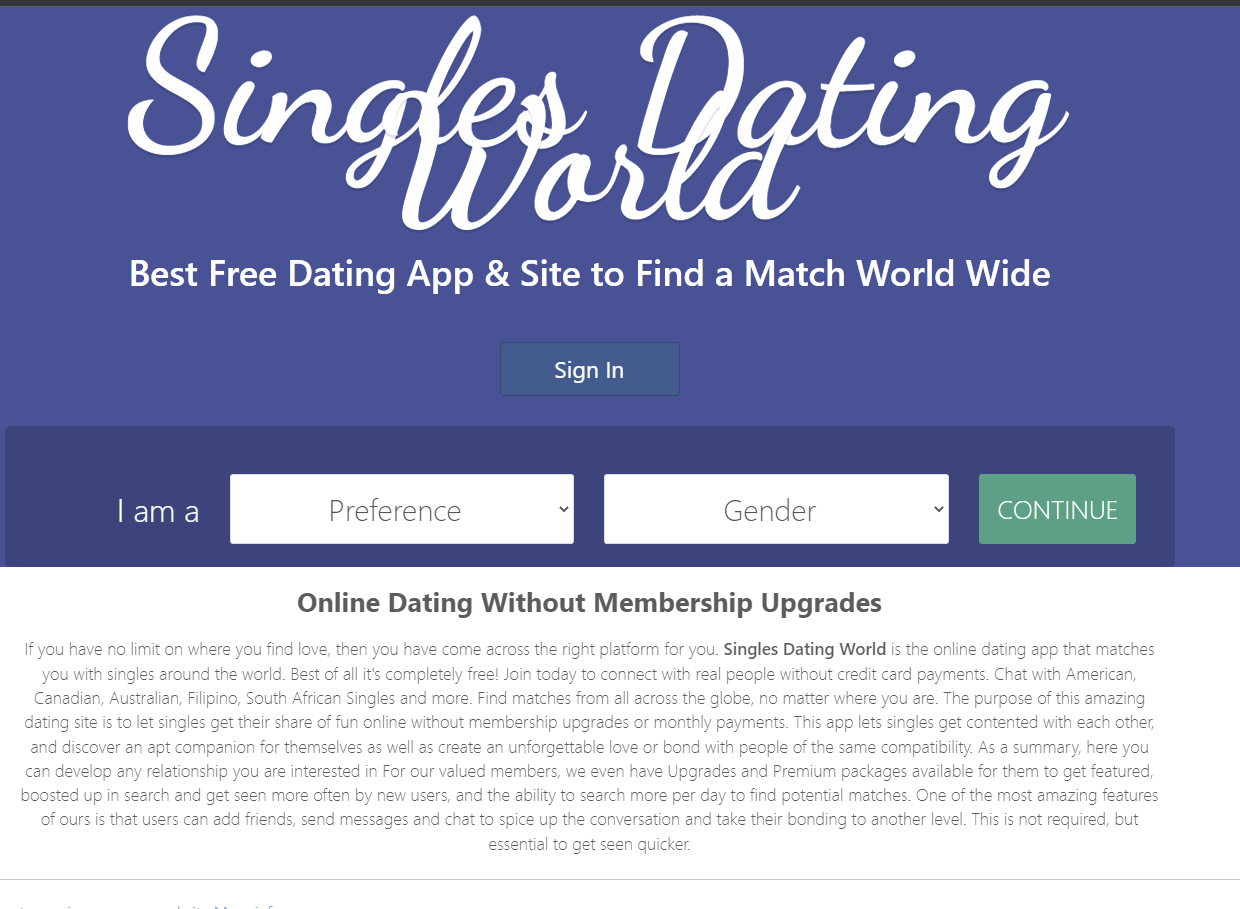 Singles Dating
World
Best Free Dating App & Site to Find a Match World Wide
Sign In
I am a Preference Gender CONTINUE
Online Dating Without Membership Upgrades
If you have no limit on where you find love, then you have come across the right platform for you. Singles Dating World is the online dating app that matches
you with singles around the world. Best of all it's completely free! Join today to connect with real people without credit card payments. Chat with American,
Canadian, Australian, Filipino, South African Singles and more. Find matches from all across the globe, no matter where you are. The purpose of this amazing
dating site is to let singles get their share of fun online without membership upgrades or monthly payments. This app lets singles get contented with each other,
and discover an apt companion for themselves as well as create an unforgettable love or bond with people of the same compatibility. As a summary, here you
can develop any relationship you are interested in For our valued members, we even have Upgrades and Premium packages available for them to get featured,
boosted up in search and get seen more often by new users, and the ability to search more per day to find potential matches. One of the most amazing features
of ours is that users can add friends, send messages and chat to spice up the conversation and take their bonding to another level. This is not required, but
essential to get seen quicker.